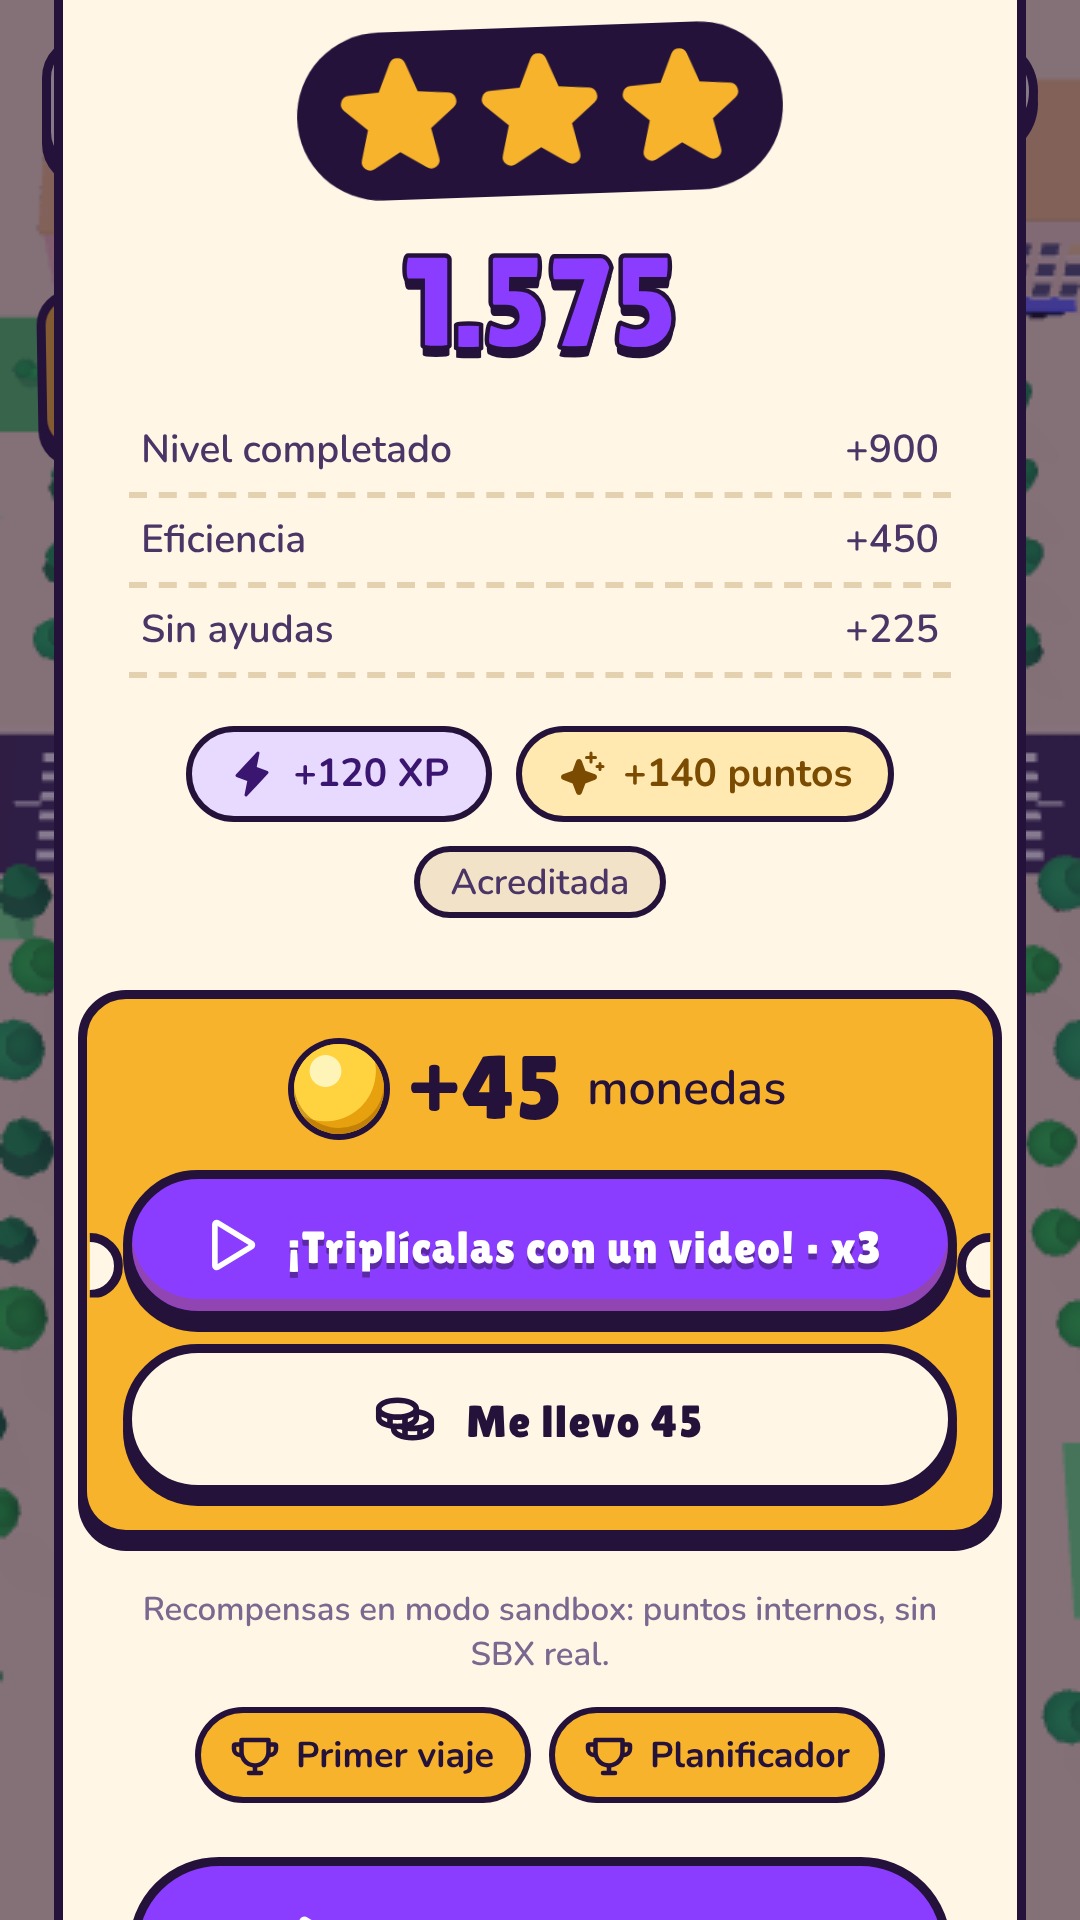 1.575
Nivel completado +900
Eficiencia +450
Sin ayudas +225
+120 XP +140 puntos
Acreditada
+45 monedas
¡Triplícalas con un video! · x3
Me llevo 45
Recompensas en modo sandbox: puntos internos, sin
SBX real.
Primer viaje Planificador